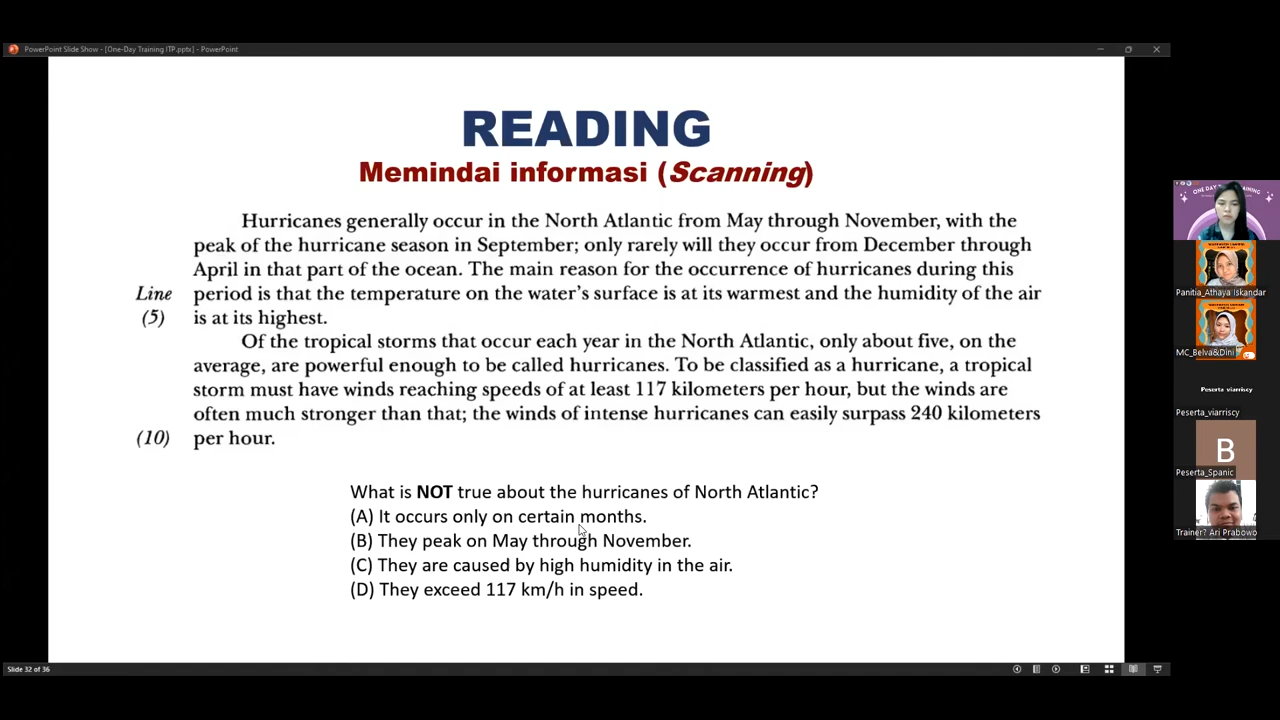 PowerPoint Slide Show - [One-Day Training ITP.pptx] - PowerPoint
READING
Memindai informasi (Scanning)
Hurricanes generally occur in the North Atlantic from May through November, with the
peak of the hurricane season in September; only rarely will they occur from December through
April in that part of the ocean. The main reason for the occurrence of hurricanes during this
Line period is that the temperature on the water's surface is at its warmest and the humidity of the air
(5) is at its highest.
Of the tropical storms that occur each year in the North Atlantic, only about five, on the
average, are powerful enough to be called hurricanes. To be classified as a hurricane, a tropical
storm must have winds reaching speeds of at least 117 kilometers per hour, but the winds are
often much stronger than that; the winds of intense hurricanes can easily surpass 240 kilometers
(10) per hour.
What is NOT true about the hurricanes of North Atlantic?
(A) It occurs only on certain months.
(B) They peak on May through November.
(C) They are caused by high humidity in the air.
(D) They exceed 117 km/h in speed.
Slide 32 of 36
ONE DAY TRAINING
Panitia_Athaya Iskandar
MC_Belva&Dini
Peserta viarriscy
Peserta_viarriscy
B
Peserta_Spanic
Trainer? Ari Prabowo